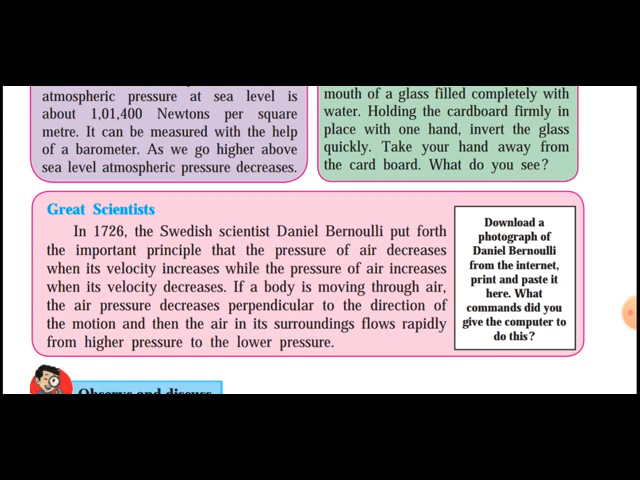 atmospheric pressure at sea level is
about 1,01,400 Newtons per square
metre. It can be measured with the help
of a barometer. As we go higher above
sea level atmospheric pressure decreases.
mouth of a glass filled completely with
water. Holding the cardboard firmly in
place with one hand, invert the glass
quickly. Take your hand away from
the card board. What do you see?
Great Scientists
In 1726, the Swedish scientist Daniel Bernoulli put forth
the important principle that the pressure of air decreases
when its velocity increases while the pressure of air increases
when its velocity decreases. If a body is moving through air,
the air pressure decreases perpendicular to the direction of
the motion and then the air in its surroundings flows rapidly
from higher pressure to the lower pressure.
Download a
photograph of
Daniel Bernoulli
from the internet,
print and paste it
here. What
commands did you
give the computer to
do this?
Observe and discuss